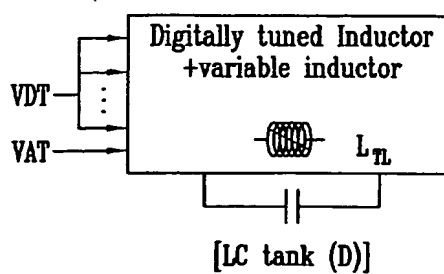 Digitally tuned Inductor
+variable inductor
VDT
VAT
L_TL
[LC tank (D)]